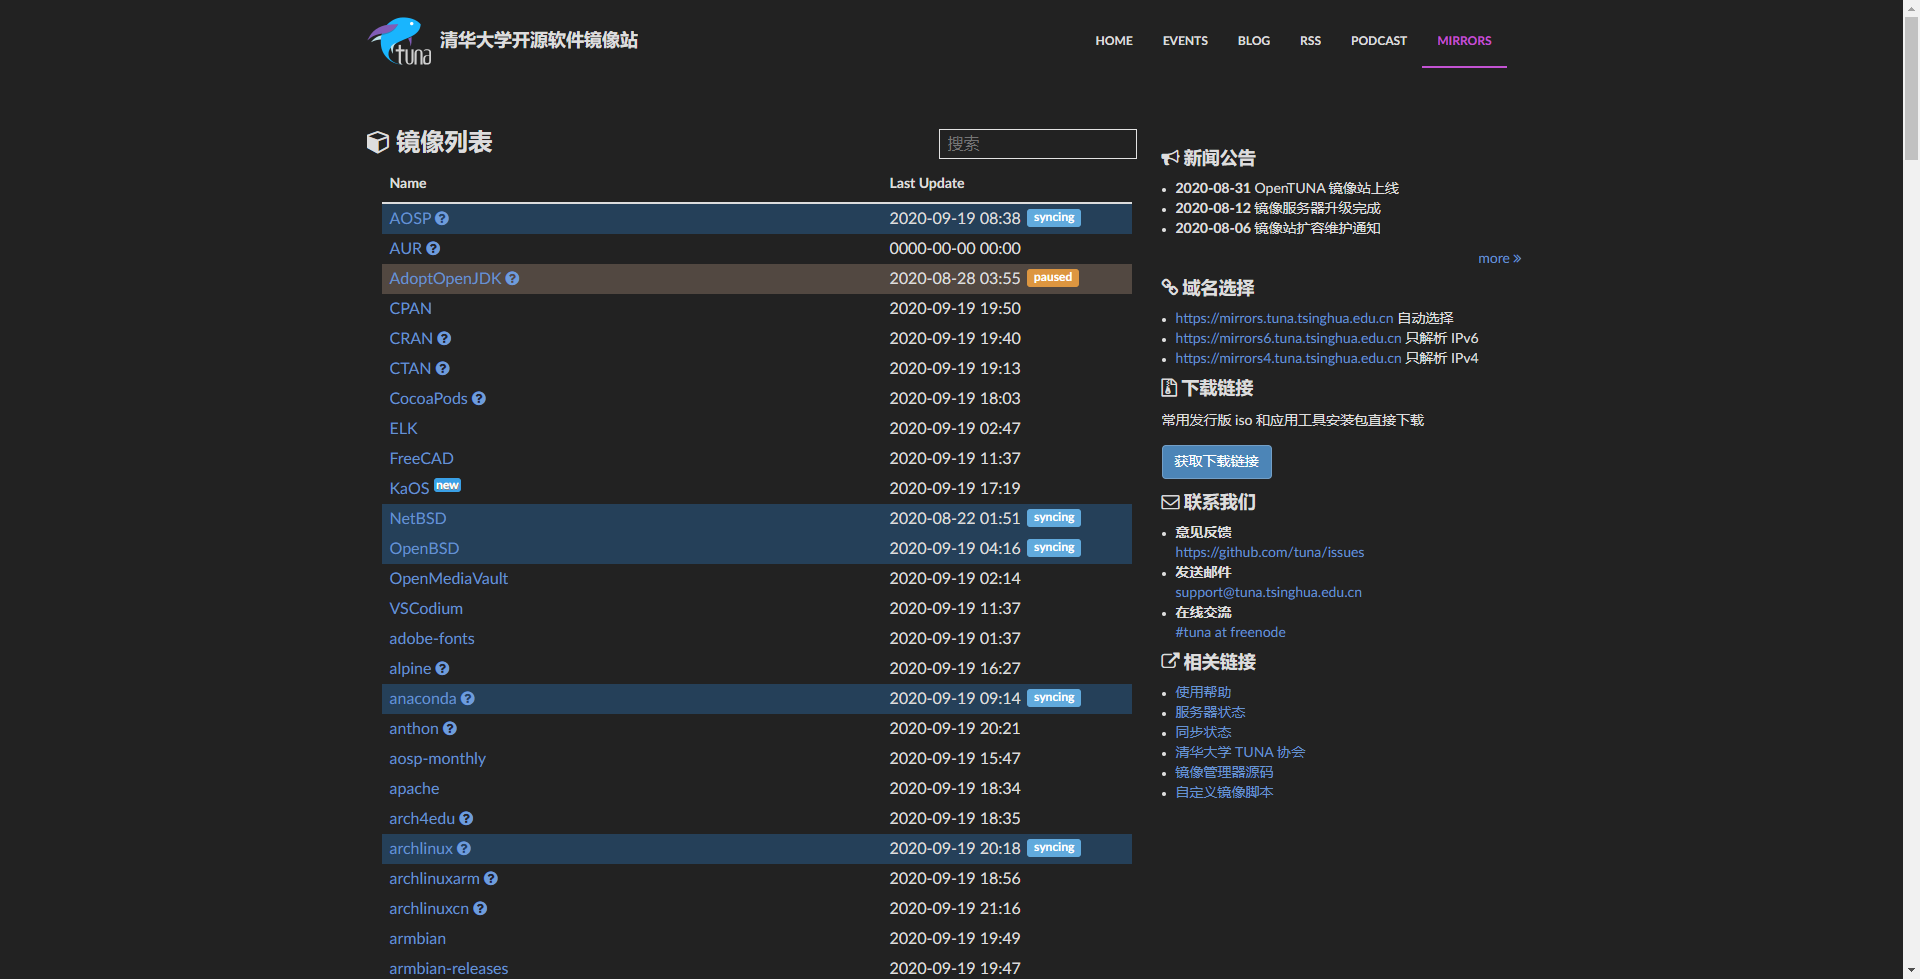 tuna 清华大学开源软件镜像站
HOME EVENTS BLOG RSS PODCAST MIRRORS
镜像列表
搜索
Name Last Update
AOSP 2020-09-19 08:38 syncing
AUR 0000-00-00 00:00
AdoptOpenJDK 2020-08-28 03:55 paused
CPAN 2020-09-19 19:50
CRAN 2020-09-19 19:40
CTAN 2020-09-19 19:13
CocoaPods 2020-09-19 18:03
ELK 2020-09-19 02:47
FreeCAD 2020-09-19 11:37
KaOS new 2020-09-19 17:19
NetBSD 2020-08-22 01:51 syncing
OpenBSD 2020-09-19 04:16 syncing
OpenMediaVault 2020-09-19 02:14
VSCodium 2020-09-19 11:37
adobe-fonts 2020-09-19 01:37
alpine 2020-09-19 16:27
anaconda 2020-09-19 09:14 syncing
anthon 2020-09-19 20:21
aosp-monthly 2020-09-19 15:47
apache 2020-09-19 18:34
arch4edu 2020-09-19 18:35
archlinux 2020-09-19 20:18 syncing
archlinuxarm 2020-09-19 18:56
archlinuxcn 2020-09-19 21:16
armbian 2020-09-19 19:49
armbian-releases 2020-09-19 19:47
新闻公告
2020-08-31 OpenTUNA 镜像站上线
2020-08-12 镜像服务器升级完成
2020-08-06 镜像站扩容维护通知
more »
域名选择
https://mirrors.tuna.tsinghua.edu.cn 自动选择
https://mirrors6.tuna.tsinghua.edu.cn 只解析 IPv6
https://mirrors4.tuna.tsinghua.edu.cn 只解析 IPv4
下载链接
常用发行版 iso 和应用工具安装包直接下载
获取下载链接
联系我们
意见反馈
https://github.com/tuna/issues
发送邮件
support@tuna.tsinghua.edu.cn
在线交流
#tuna at freenode
相关链接
使用帮助
服务器状态
同步状态
清华大学 TUNA 协会
镜像管理器源码
自定义镜像脚本